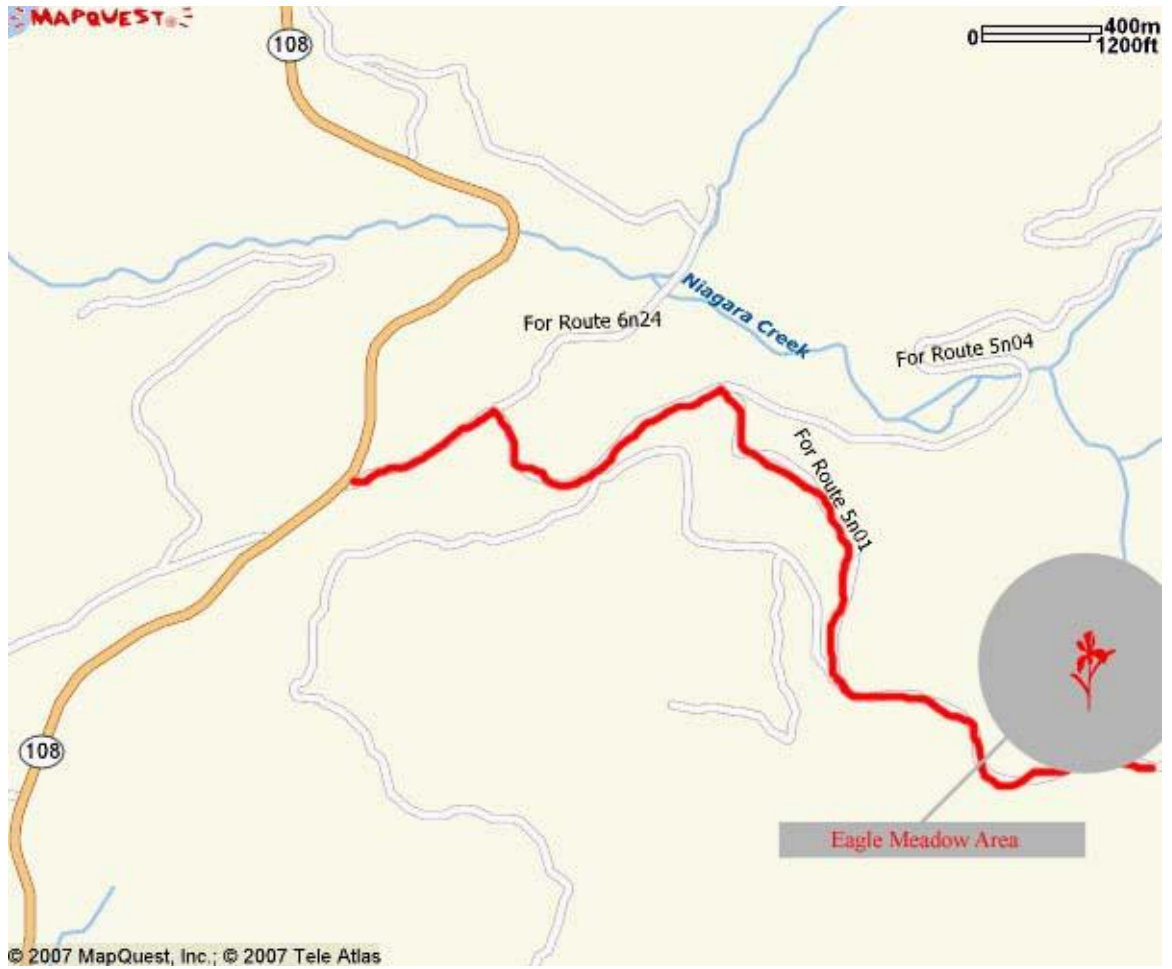 MAPQUEST
108
0
400m
1200ft
Niagara Creek
For Route 6n24
For Route 5n04
For Route 5n01
108
Eagle Meadow Area
© 2007 MapQuest, Inc.; © 2007 Tele Atlas